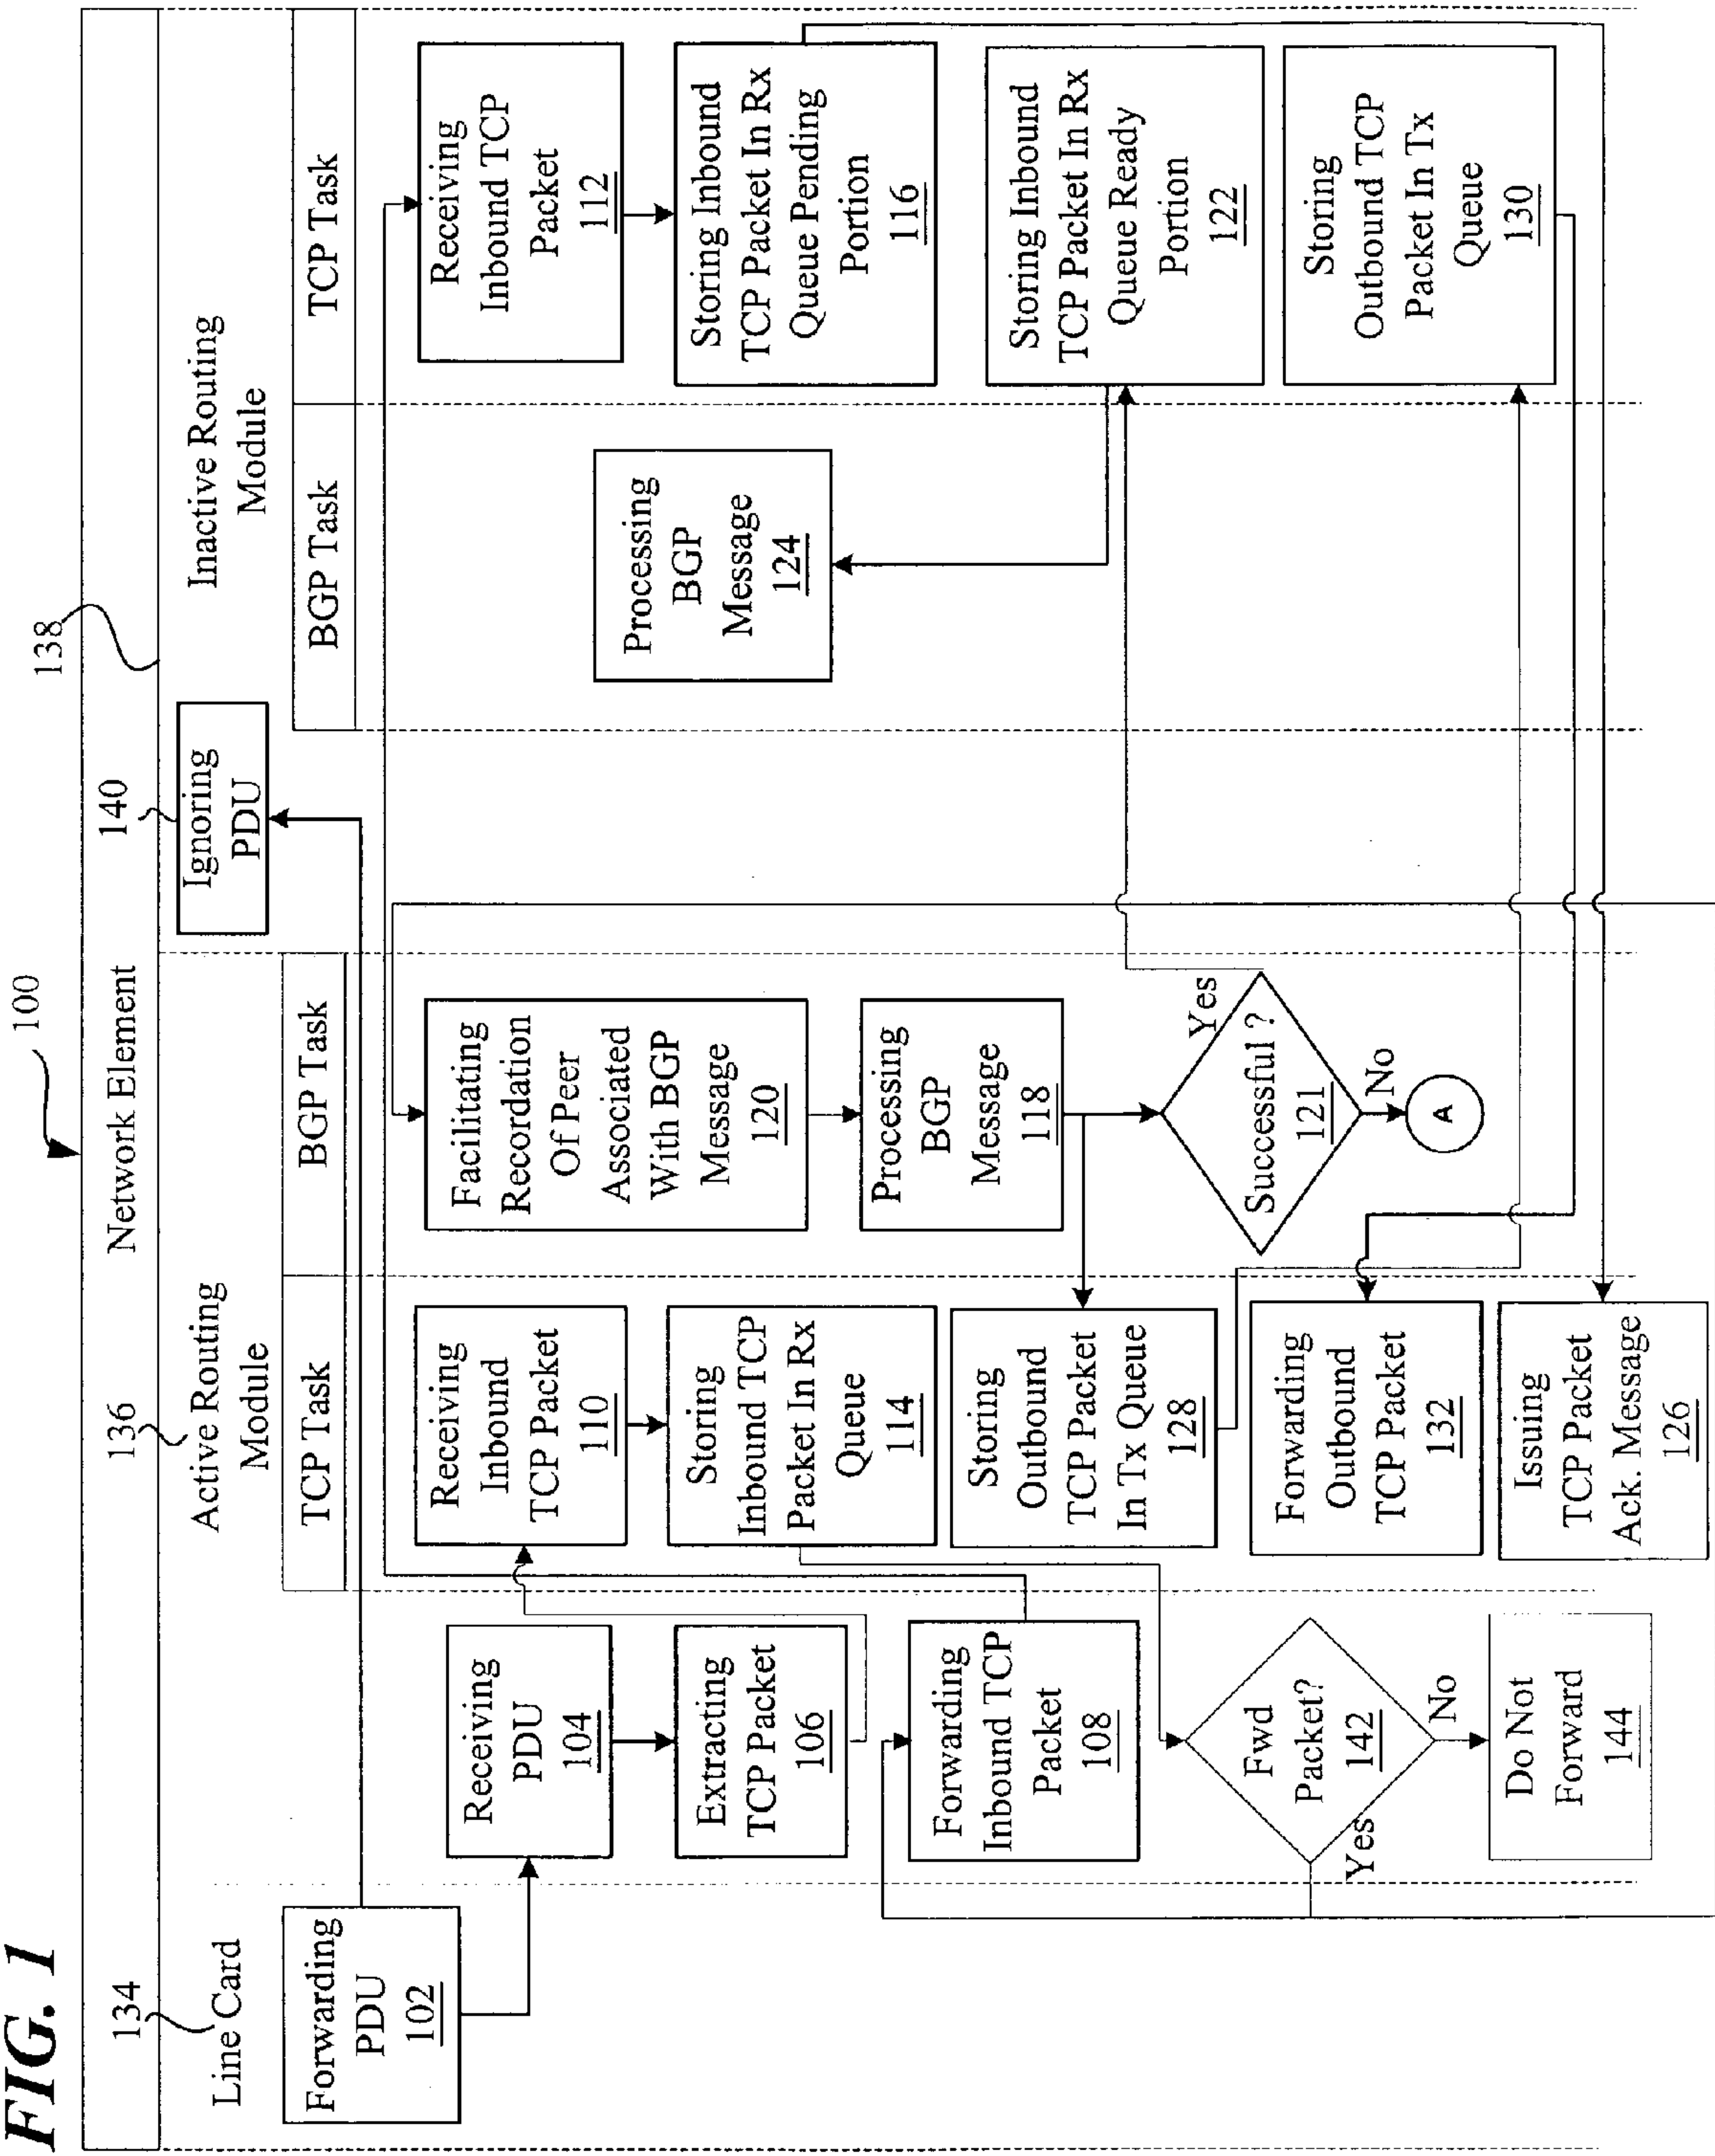 FIG. 1
100
Network Element
134
Line Card
136
Active Routing
Module
140
138
Inactive Routing
Module
TCP Task
BGP Task
BGP Task
TCP Task
Forwarding
PDU
102
Ignoring
PDU
Receiving
PDU
104
Extracting
TCP Packet
106
Forwarding
Inbound TCP
Packet
108
Fwd
Packet?
142
Yes
No
Do Not
Forward
144
Receiving
Inbound
TCP Packet
110
Storing
Inbound TCP
Packet In Rx
Queue
114
Storing
Outbound
TCP Packet
In Tx Queue
128
Forwarding
Outbound
TCP Packet
132
Issuing
TCP Packet
Ack. Message
126
Facilitating
Recordation
Of Peer
Associated
With BGP
Message
120
Processing
BGP
Message
118
Successful ?
121
Yes
No
A
Processing
BGP
Message
124
Receiving
Inbound TCP
Packet
112
Storing Inbound
TCP Packet In Rx
Queue Pending
Portion
116
Storing Inbound
TCP Packet In Rx
Queue Ready
Portion
122
Storing
Outbound TCP
Packet In Tx
Queue
130